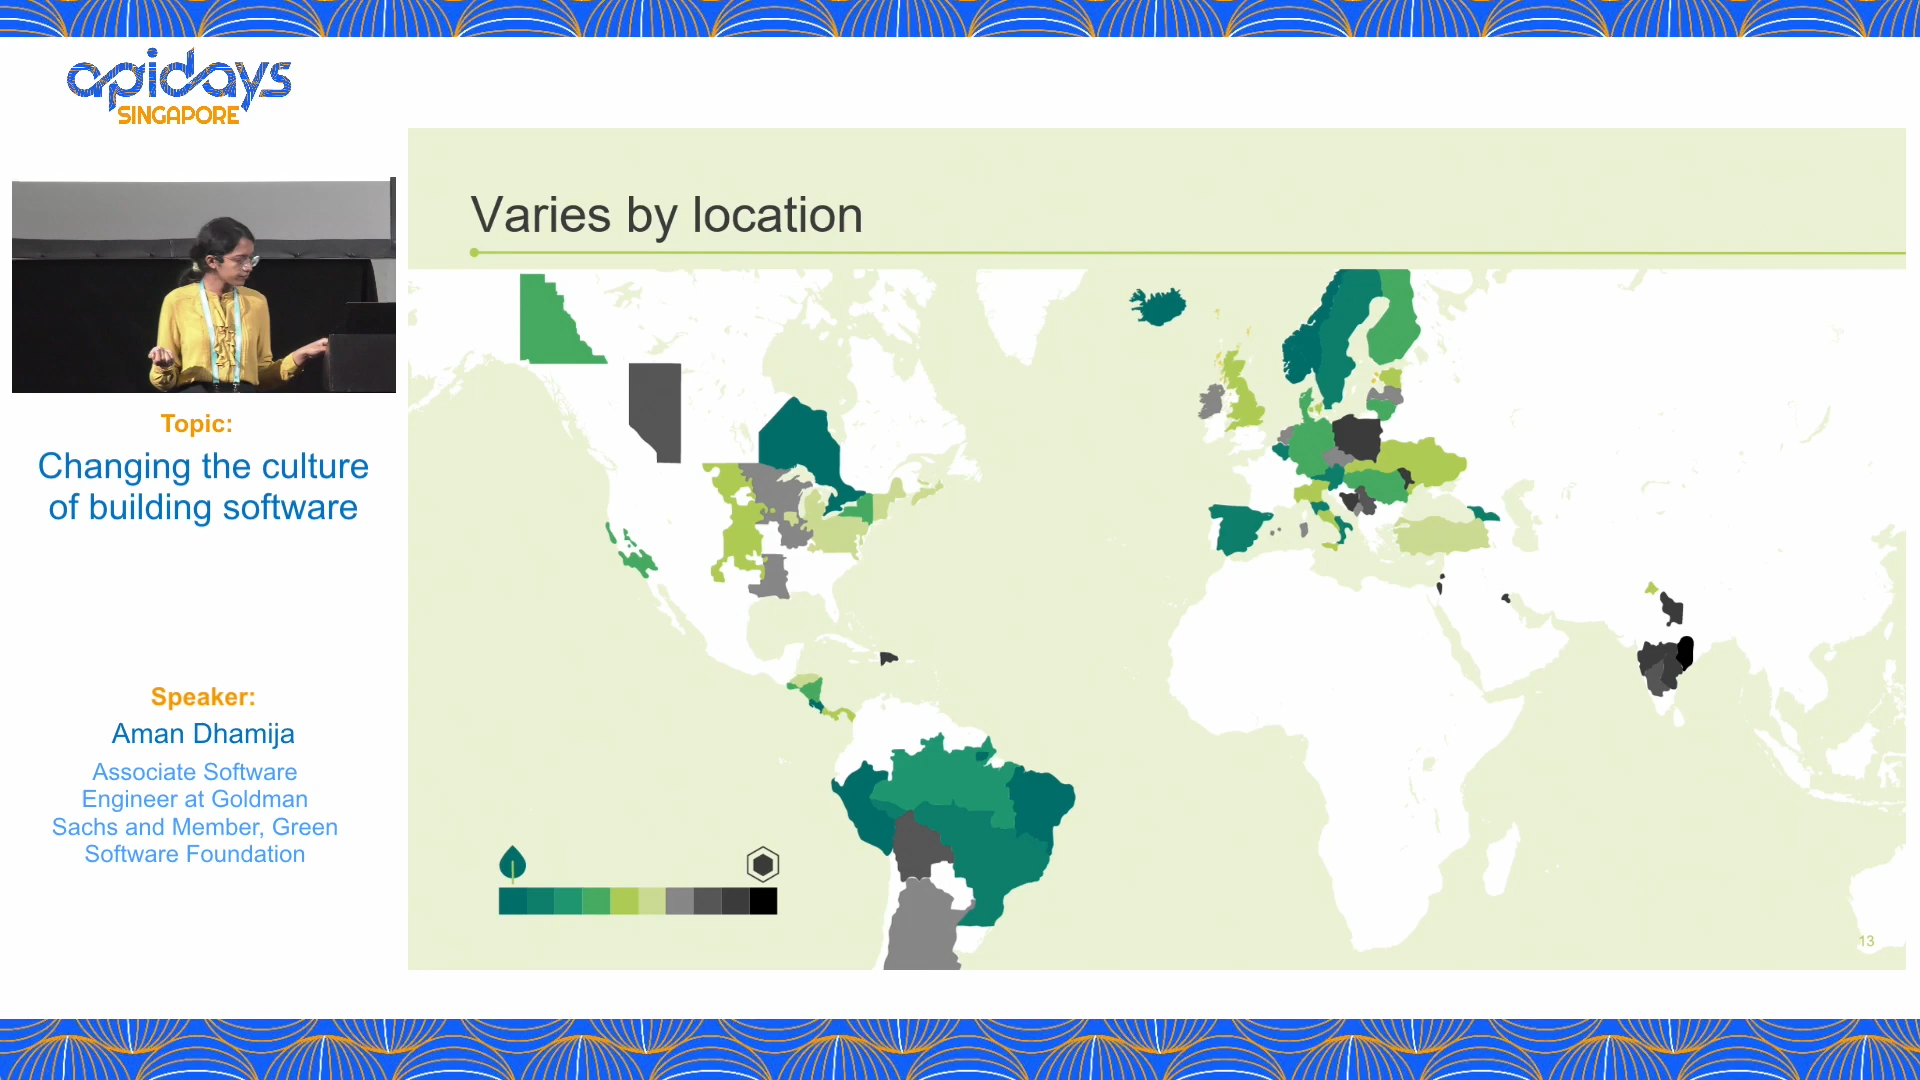 apidays
SINGAPORE
Varies by location
Topic:
Changing the culture
of building software
Speaker:
Aman Dhamija
Associate Software
Engineer at Goldman
Sachs and Member, Green
Software Foundation
13